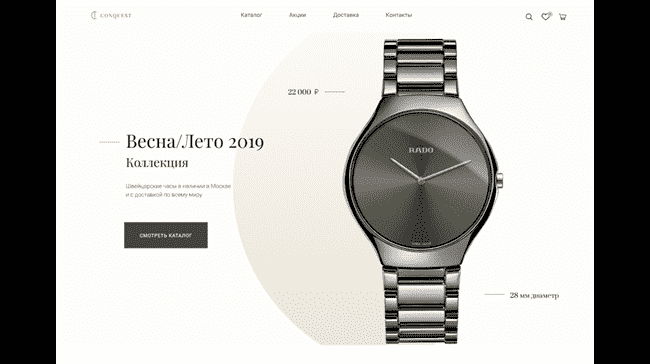 CONQUEST
Каталог
Акции
Доставка
Контакты
22 000 ₽
RADO
Весна/Лето 2019
Коллекция
Швейцарские часы в наличии в Москве
и с доставкой по всему миру
СМОТРЕТЬ КАТАЛОГ
28 мм диаметр